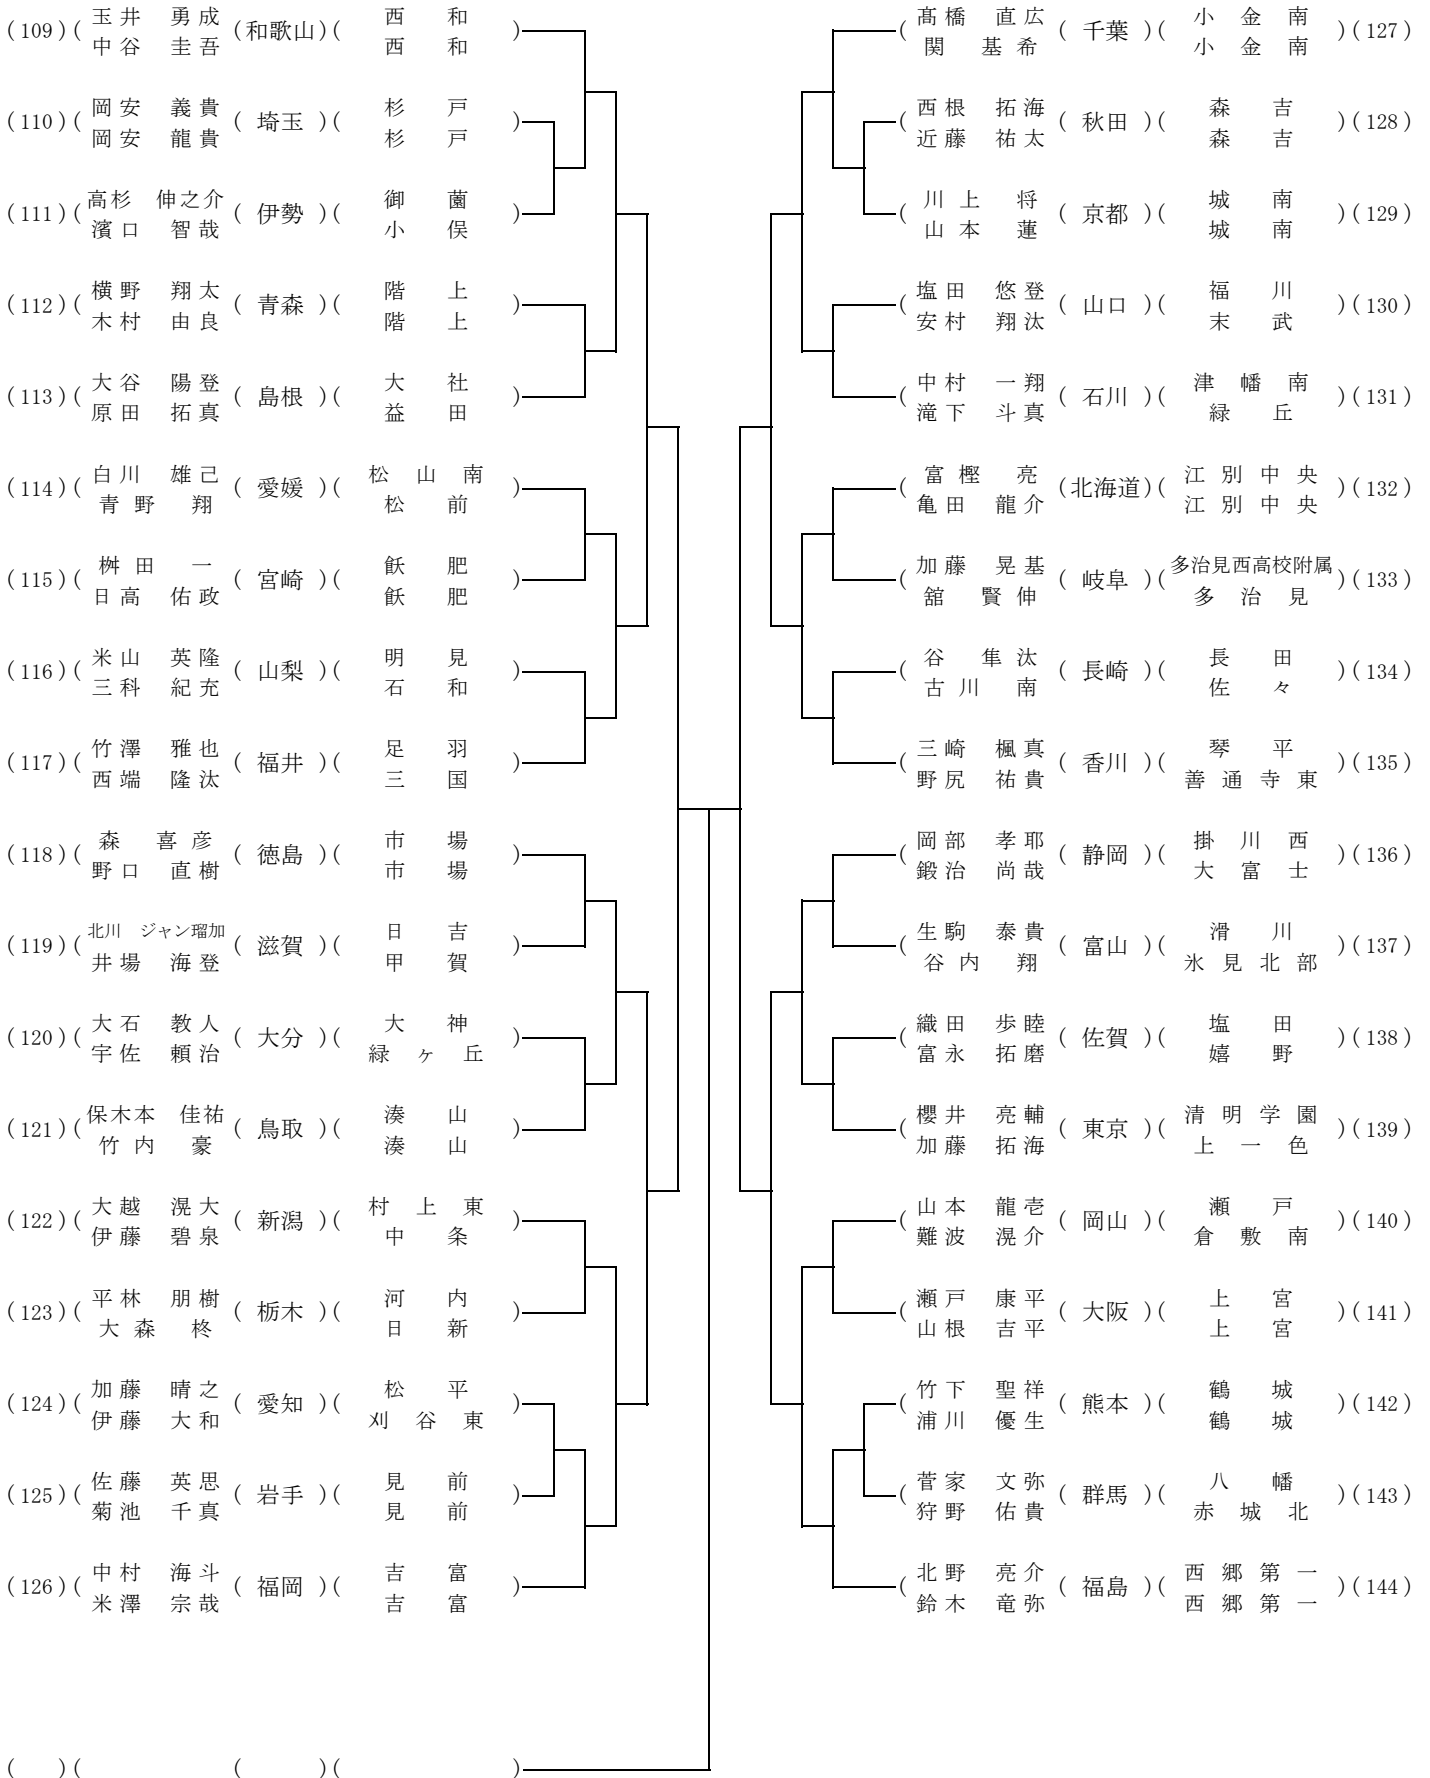 (109)(玉井 勇成 (和歌山)( 西和 )
中谷 圭吾 西和
(110)(岡安 義貴 ( 埼玉 )( 杉戸 )
岡安 龍貴 杉戸
(111)(高杉 伸之介 ( 伊勢 )( 御薗 )
濱口 智哉 小俣
(112)(横野 翔太 ( 青森 )( 階上 )
木村 由良 階上
(113)(大谷 陽登 ( 島根 )( 大社 )
原田 拓真 益田
(114)(白川 雄己 ( 愛媛 )( 松山南 )
青野 翔 松前
(115)(桝田 一 ( 宮崎 )( 飫肥 )
日高 佑政 飫肥
(116)(米山 英隆 ( 山梨 )( 明見 )
三科 紀充 石和
(117)(竹澤 雅也 ( 福井 )( 足羽 )
西端 隆汰 三国
(118)(森 喜彦 ( 徳島 )( 市場 )
野口 直樹 市場
(119)(北川 ジャン瑠加 ( 滋賀 )( 日吉 )
井場 海登 甲賀
(120)(大石 教人 ( 大分 )( 大神 )
宇佐 頼治 緑ヶ丘
(121)(保木本 佳祐 ( 鳥取 )( 湊山 )
竹内 豪 湊山
(122)(大越 滉大 ( 新潟 )( 村上東 )
伊藤 碧泉 中条
(123)(平林 朋樹 ( 栃木 )( 河内 )
大森 柊 日新
(124)(加藤 晴之 ( 愛知 )( 松平 )
伊藤 大和 刈谷東
(125)(佐藤 英思 ( 岩手 )( 見前 )
菊池 千真 見前
(126)(中村 海斗 ( 福岡 )( 吉富 )
米澤 宗哉 吉富
( )( ( )( )
(髙橋 直広 ( 千葉 )( 小金南 )(127)
関 基希 小金南
(西根 拓海 ( 秋田 )( 森吉 )(128)
近藤 祐太 森吉
(川上 将 ( 京都 )( 城南 )(129)
山本 蓮 城南
(塩田 悠登 ( 山口 )( 福川 )(130)
安村 翔汰 末武
(中村 一翔 ( 石川 )( 津幡南 )(131)
滝下 斗真 緑丘
(富樫 亮 (北海道)( 江別中央 )(132)
亀田 龍介 江別中央
(加藤 晃基 ( 岐阜 )( 多治見西高校附属 )(133)
舘 賢伸 多治見
(谷 隼汰 ( 長崎 )( 長田 )(134)
古川 南 佐々
(三崎 楓真 ( 香川 )( 琴平 )(135)
野尻 祐貴 善通寺東
(岡部 孝耶 ( 静岡 )( 掛川西 )(136)
鍛治 尚哉 大富士
(生駒 泰貴 ( 富山 )( 滑川 )(137)
谷内 翔 氷見北部
(織田 歩睦 ( 佐賀 )( 塩田 )(138)
富永 拓磨 嬉野
(櫻井 亮輔 ( 東京 )( 清明学園 )(139)
加藤 拓海 上一色
(山本 龍壱 ( 岡山 )( 瀬戸 )(140)
難波 滉介 倉敷南
(瀬戸 康平 ( 大阪 )( 上宮 )(141)
山根 吉平 上宮
(竹下 聖祥 ( 熊本 )( 鶴城 )(142)
浦川 優生 鶴城
(菅家 文弥 ( 群馬 )( 八幡 )(143)
狩野 佑貴 赤城北
(北野 亮介 ( 福島 )( 西郷第一 )(144)
鈴木 竜弥 西郷第一